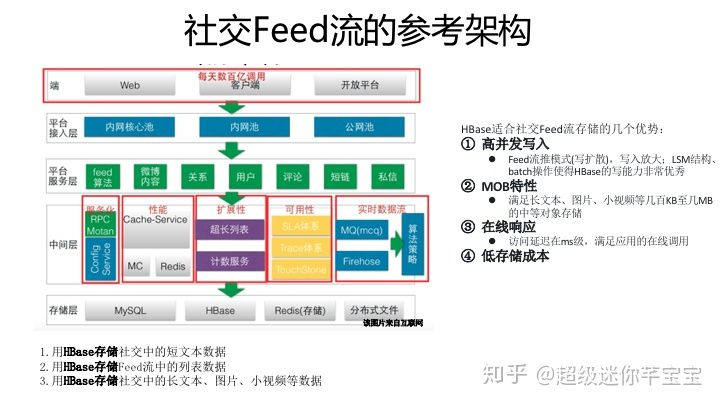 社交Feed流的参考架构
每天数百亿调用
端
Web
客户端
开放平台
平台
接入层
内网核心池
内网池
公网池
平台
服务层
feed
算法
微博
内容
关系
用户
评论
短链
私信
服务化
性能
扩展性
可用性
实时数据流
中间层
RPC
Motan
Config
Service
Cache-Service
MC
Redis
超长列表
计数服务
SLA体系
Trace体系
TouchStone
MQ(mcq)
Firehose
算法策略
存储层
MySQL
HBase
Redis(存储)
分布式文件
该图片来自互联网
HBase适合社交Feed流存储的几个优势：
① 高并发写入
● Feed流推模式(写扩散)，写入放大；LSM结构、
batch操作使得HBase的写能力非常优秀
② MOB特性
● 满足长文本、图片、小视频等几百KB至几MB
的中等对象存储
③ 在线响应
● 访问延迟在ms级，满足应用的在线调用
④ 低存储成本
1.用HBase存储社交中的短文本数据
2.用HBase存储Feed流中的列表数据
3.用HBase存储社交中的长文本、图片、小视频等数据
知乎 @超级迷你芊宝宝